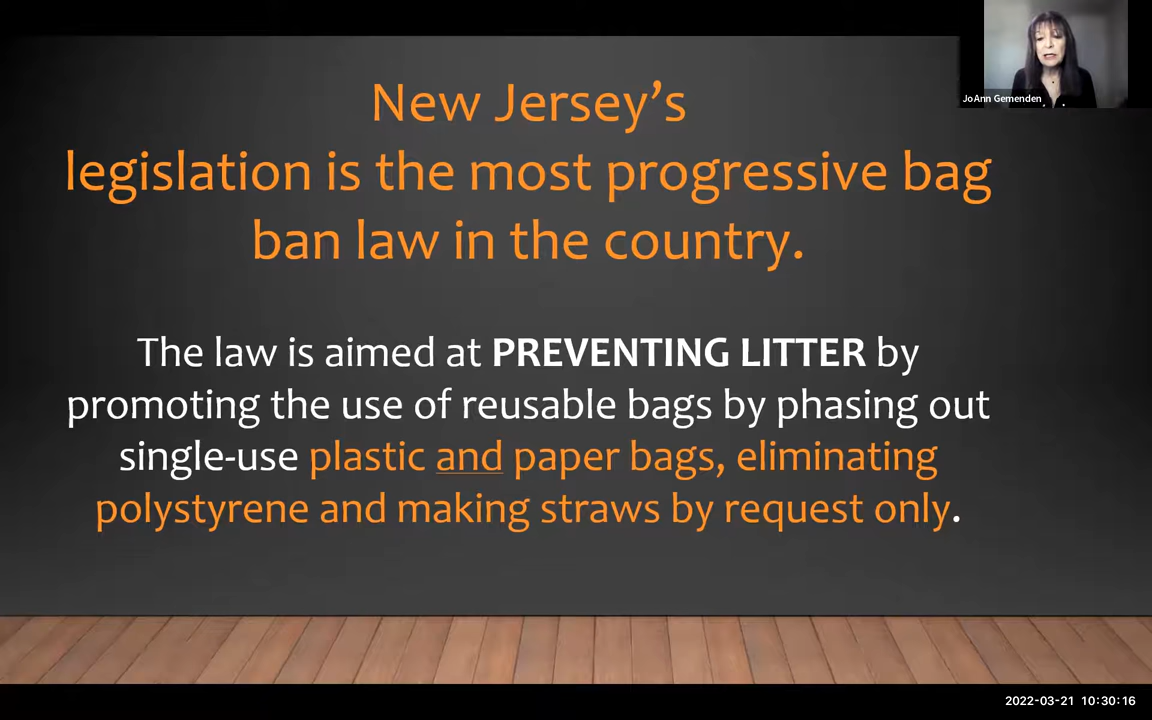 New Jersey’s
legislation is the most progressive bag
ban law in the country.
The law is aimed at PREVENTING LITTER by
promoting the use of reusable bags by phasing out
single-use plastic and paper bags, eliminating
polystyrene and making straws by request only.
JoAnn Gemenden
2022-03-21 10:30:16